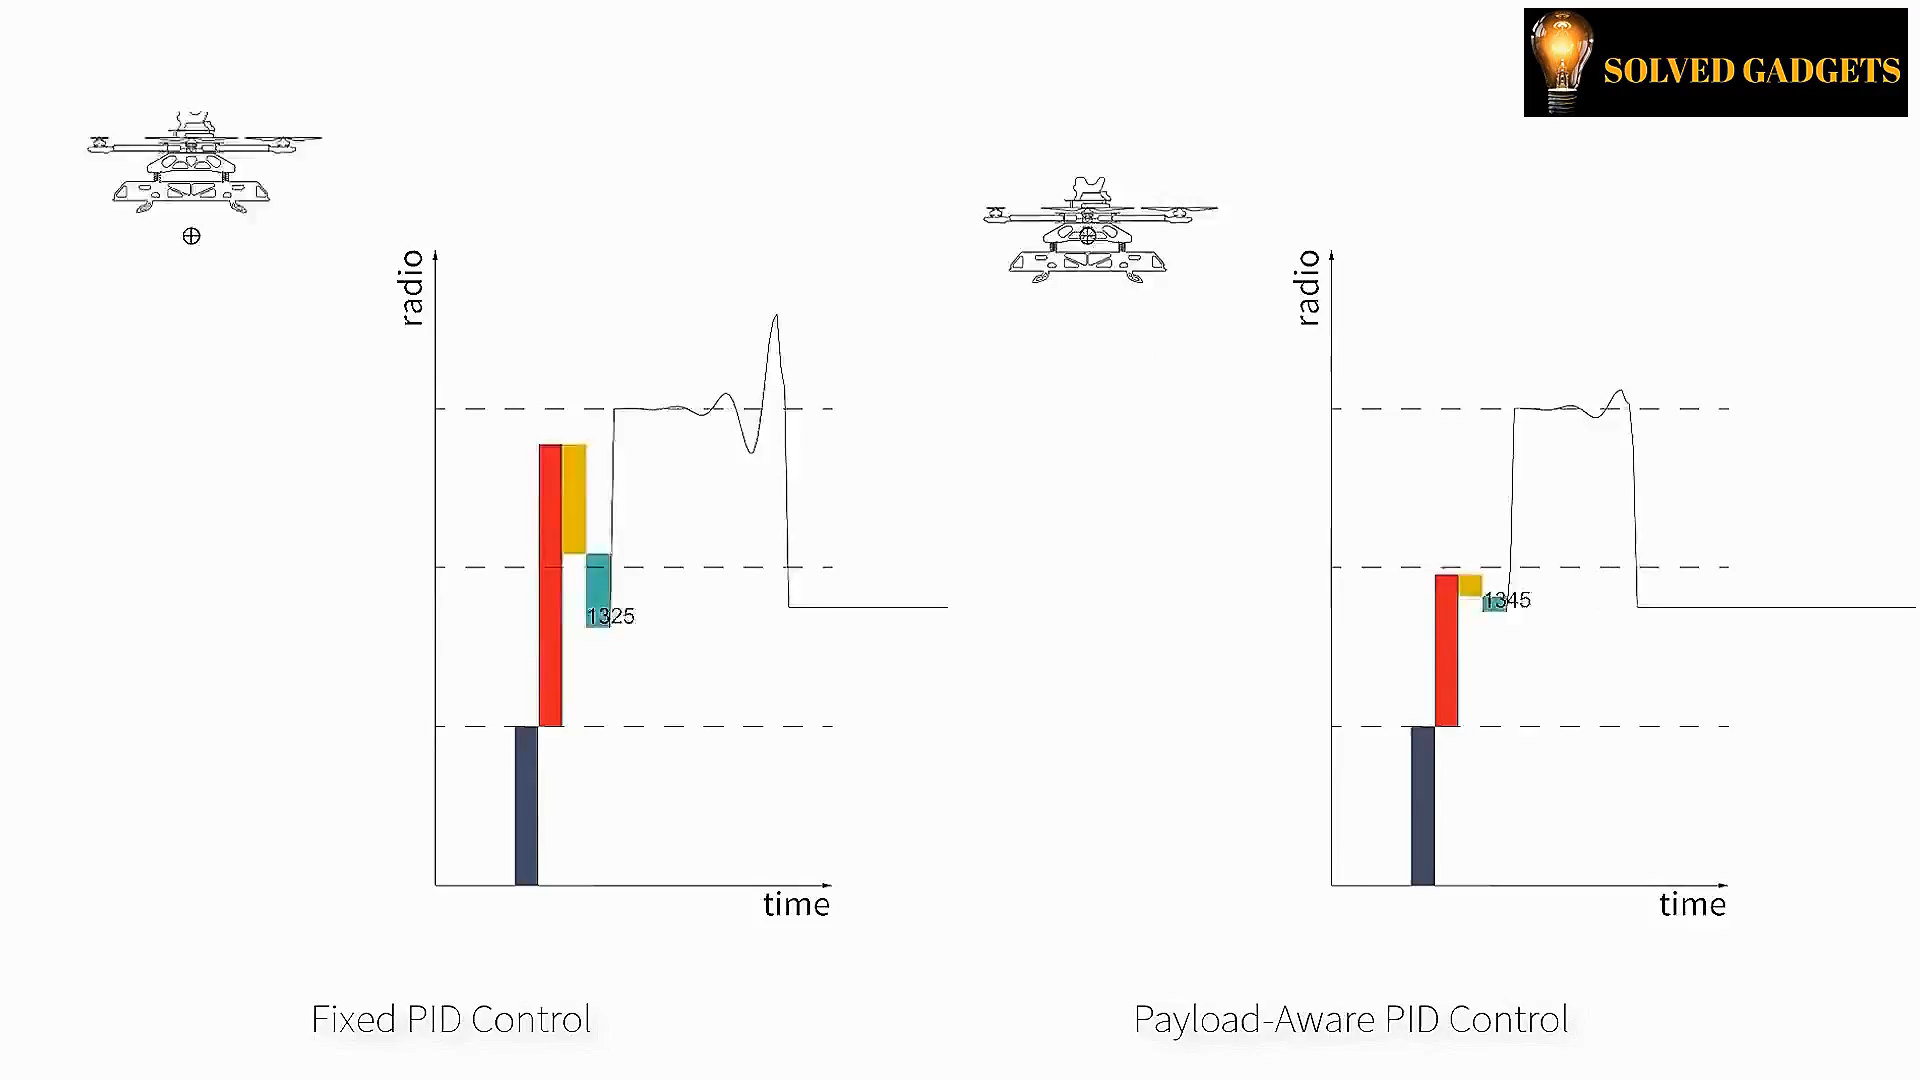 SOLVED GADGETS
radio
radio
1325
1345
time
time
Fixed PID Control
Payload-Aware PID Control